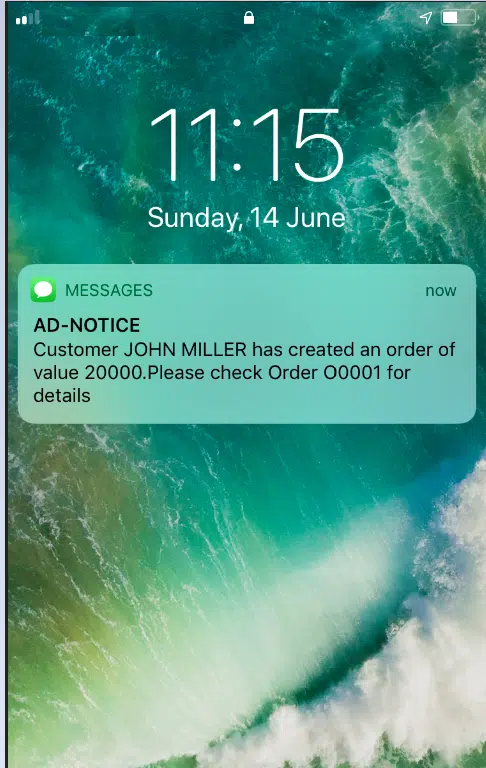 11:15
Sunday, 14 June
MESSAGES now
AD-NOTICE
Customer JOHN MILLER has created an order of
value 20000.Please check Order O0001 for
details